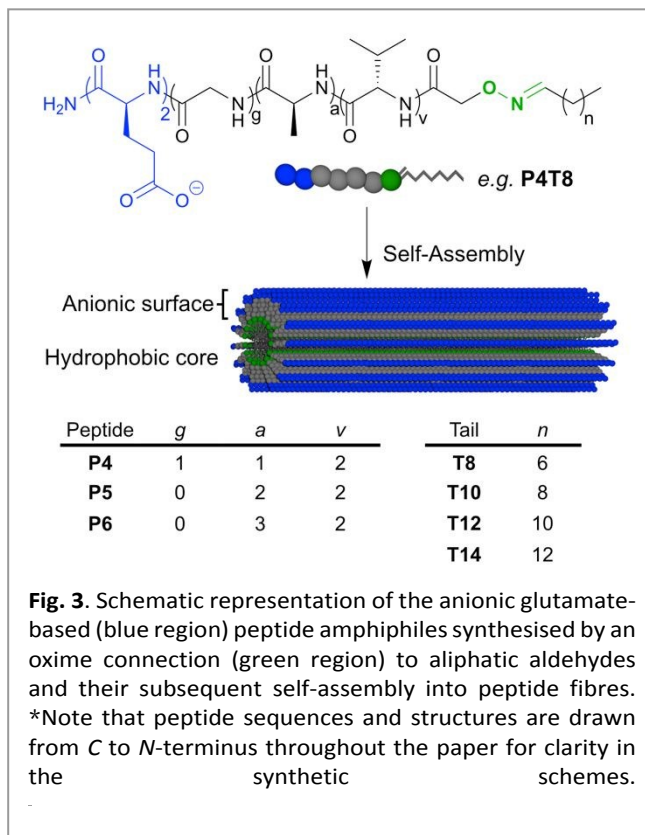 O H O H O
H₂N N N N N O N
2 g a v n
O O O
O O⊖
e.g. P4T8
Self-Assembly
Anionic surface
Hydrophobic core
Peptide g a v Tail n
P4 1 1 2 T8 6
P5 0 2 2 T10 8
P6 0 3 2 T12 10
T14 12
Fig. 3. Schematic representation of the anionic glutamate-
based (blue region) peptide amphiphiles synthesised by an
oxime connection (green region) to aliphatic aldehydes
and their subsequent self-assembly into peptide fibres.
*Note that peptide sequences and structures are drawn
from C to N-terminus throughout the paper for clarity in
the synthetic schemes.